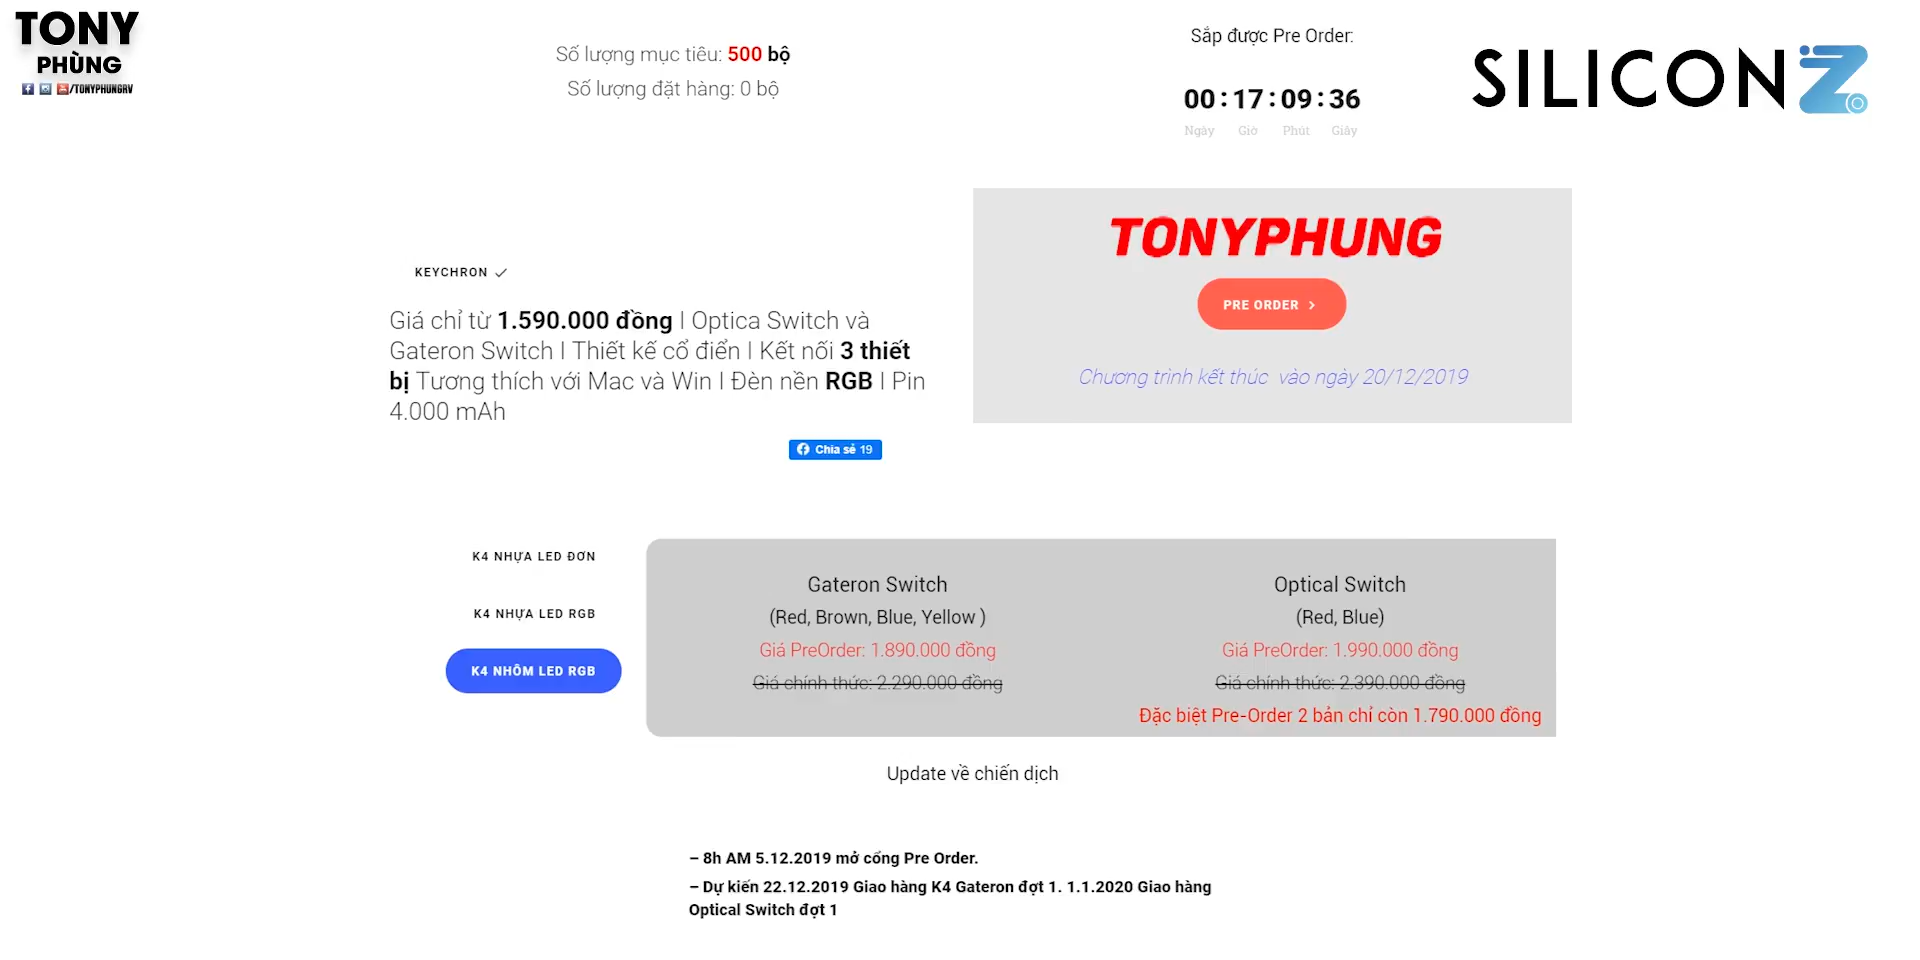 TONY
PHÙNG
/TONYPHUNGRV
Số lượng mục tiêu: 500 bộ
Số lượng đặt hàng: 0 bộ
Sắp được Pre Order:
00 : 17 : 09 : 36
Ngày Giờ Phút Giây
SILICON Z
KEYCHRON
Giá chỉ từ 1.590.000 đồng I Optica Switch và
Gateron Switch I Thiết kế cổ điển I Kết nối 3 thiết
bị Tương thích với Mac và Win I Đèn nền RGB I Pin
4.000 mAh
Chia sẻ 19
TONYPHUNG
PRE ORDER
Chương trình kết thúc vào ngày 20/12/2019
K4 NHỰA LED ĐƠN
K4 NHỰA LED RGB
K4 NHÔM LED RGB
Gateron Switch
(Red, Brown, Blue, Yellow )
Giá PreOrder: 1.890.000 đồng
Giá chính thức: 2.290.000 đồng
Optical Switch
(Red, Blue)
Giá PreOrder: 1.990.000 đồng
Giá chính thức: 2.390.000 đồng
Đặc biệt Pre-Order 2 bản chỉ còn 1.790.000 đồng
Update về chiến dịch
– 8h AM 5.12.2019 mở cổng Pre Order.
– Dự kiến 22.12.2019 Giao hàng K4 Gateron đợt 1. 1.1.2020 Giao hàng
Optical Switch đợt 1